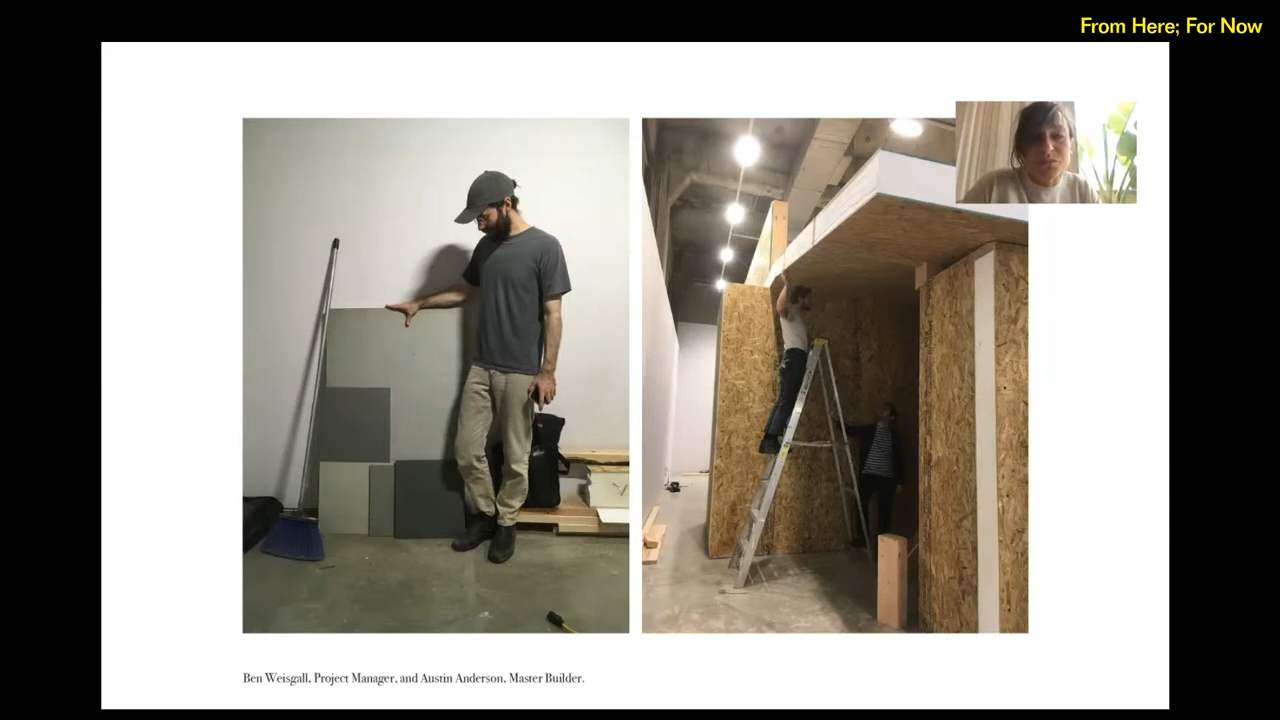 From Here; For Now
Ben Weisgall, Project Manager, and Austin Anderson, Master Builder.